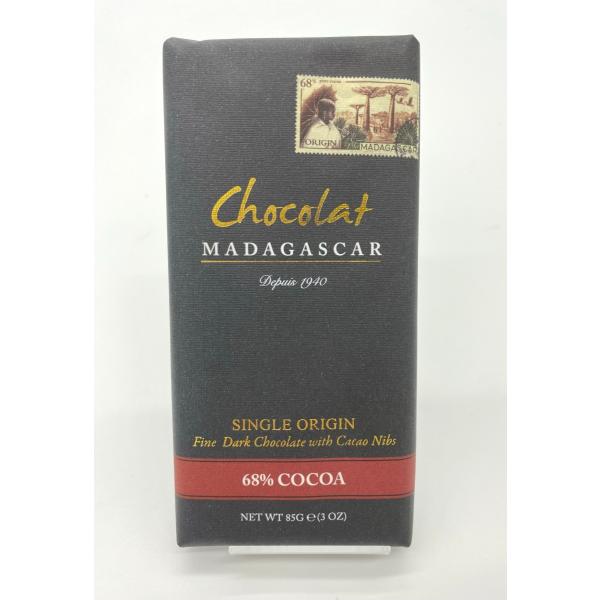 68%
ORIGIN
MADAGASCAR
Chocolat
MADAGASCAR
Depuis 1940
SINGLE ORIGIN
Fine Dark Chocolate with Cacao Nibs
68% COCOA
NET WT 85G ℮ (3 OZ)